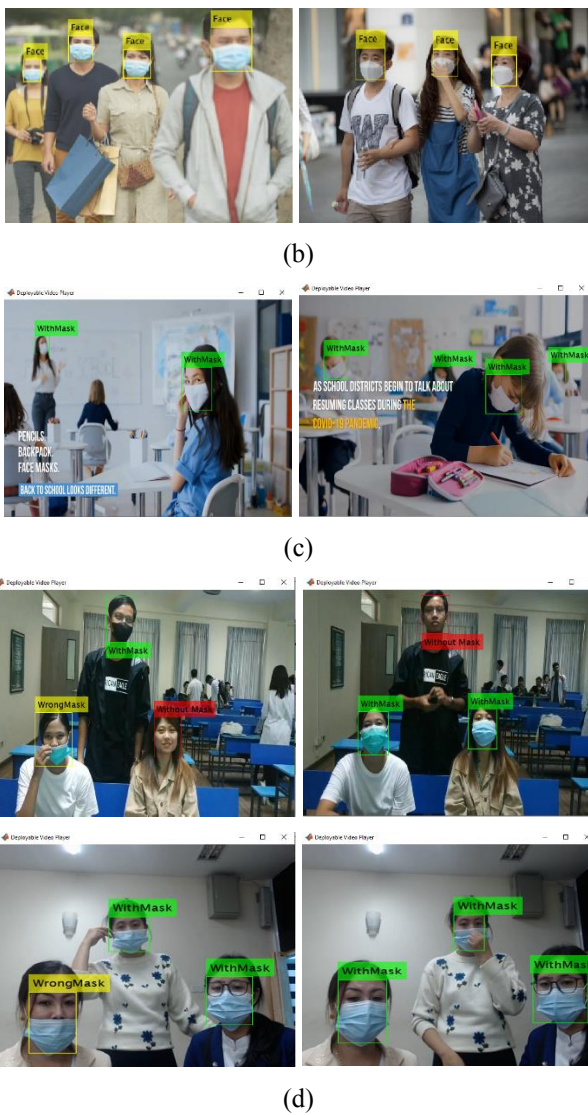 Face
Face
Face
Face
Face
Face
Face
(b)
Deployable Video Player
Deployable Video Player
WithMask
WithMask
PENCILS.
BACKPACK.
FACE MASKS.
BACK TO SCHOOL LOOKS DIFFERENT.
WithMask
WithMask
WithMask
WithMask
AS SCHOOL DISTRICTS BEGIN TO TALK ABOUT
RESUMING CLASSES DURING THE
COVID-19 PANDEMIC.
(c)
Deployable Video Player
Deployable Video Player
WithMask
WrongMask
Without Mask
Without Mask
WithMask
WithMask
Deployable Video Player
Deployable Video Player
WithMask
WrongMask
WithMask
WithMask
WithMask
WithMask
(d)